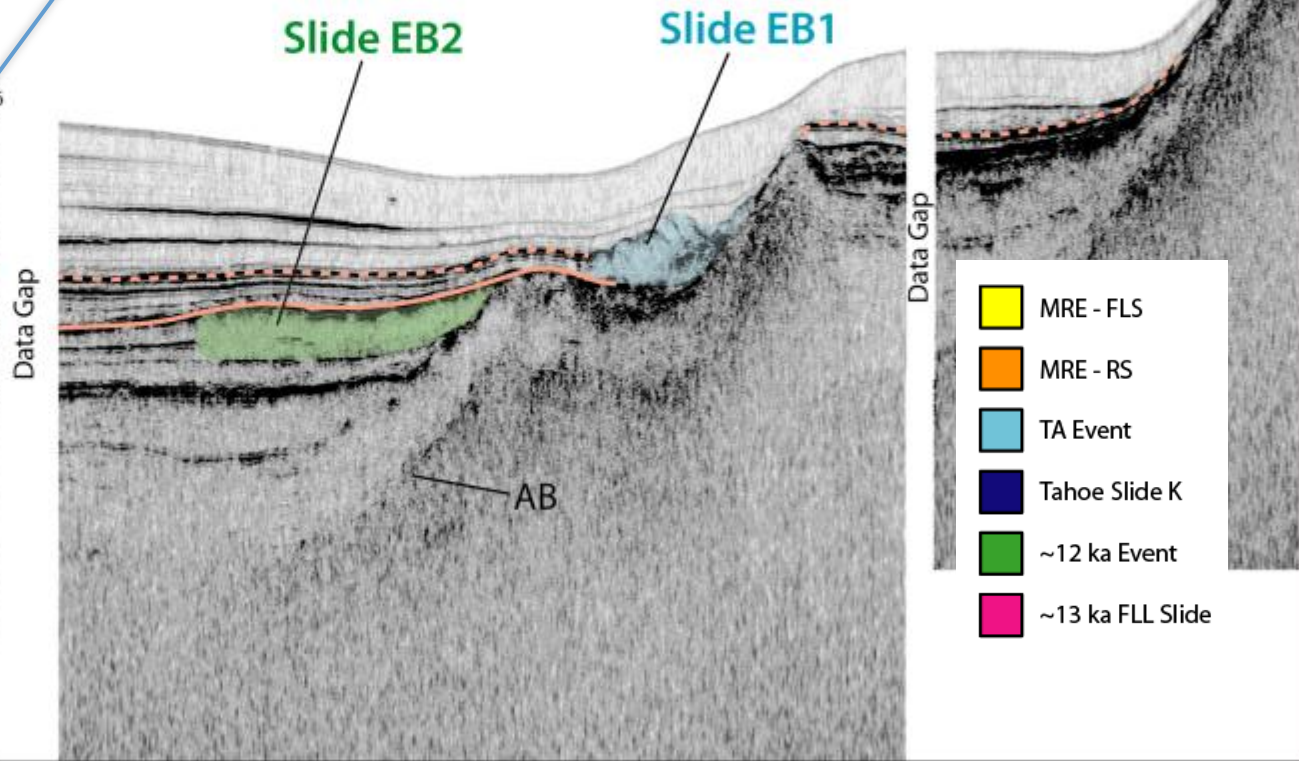 Slide EB2
Slide EB1
Data Gap
Data Gap
AB
MRE - FLS
MRE - RS
TA Event
Tahoe Slide K
~12 ka Event
~13 ka FLL Slide